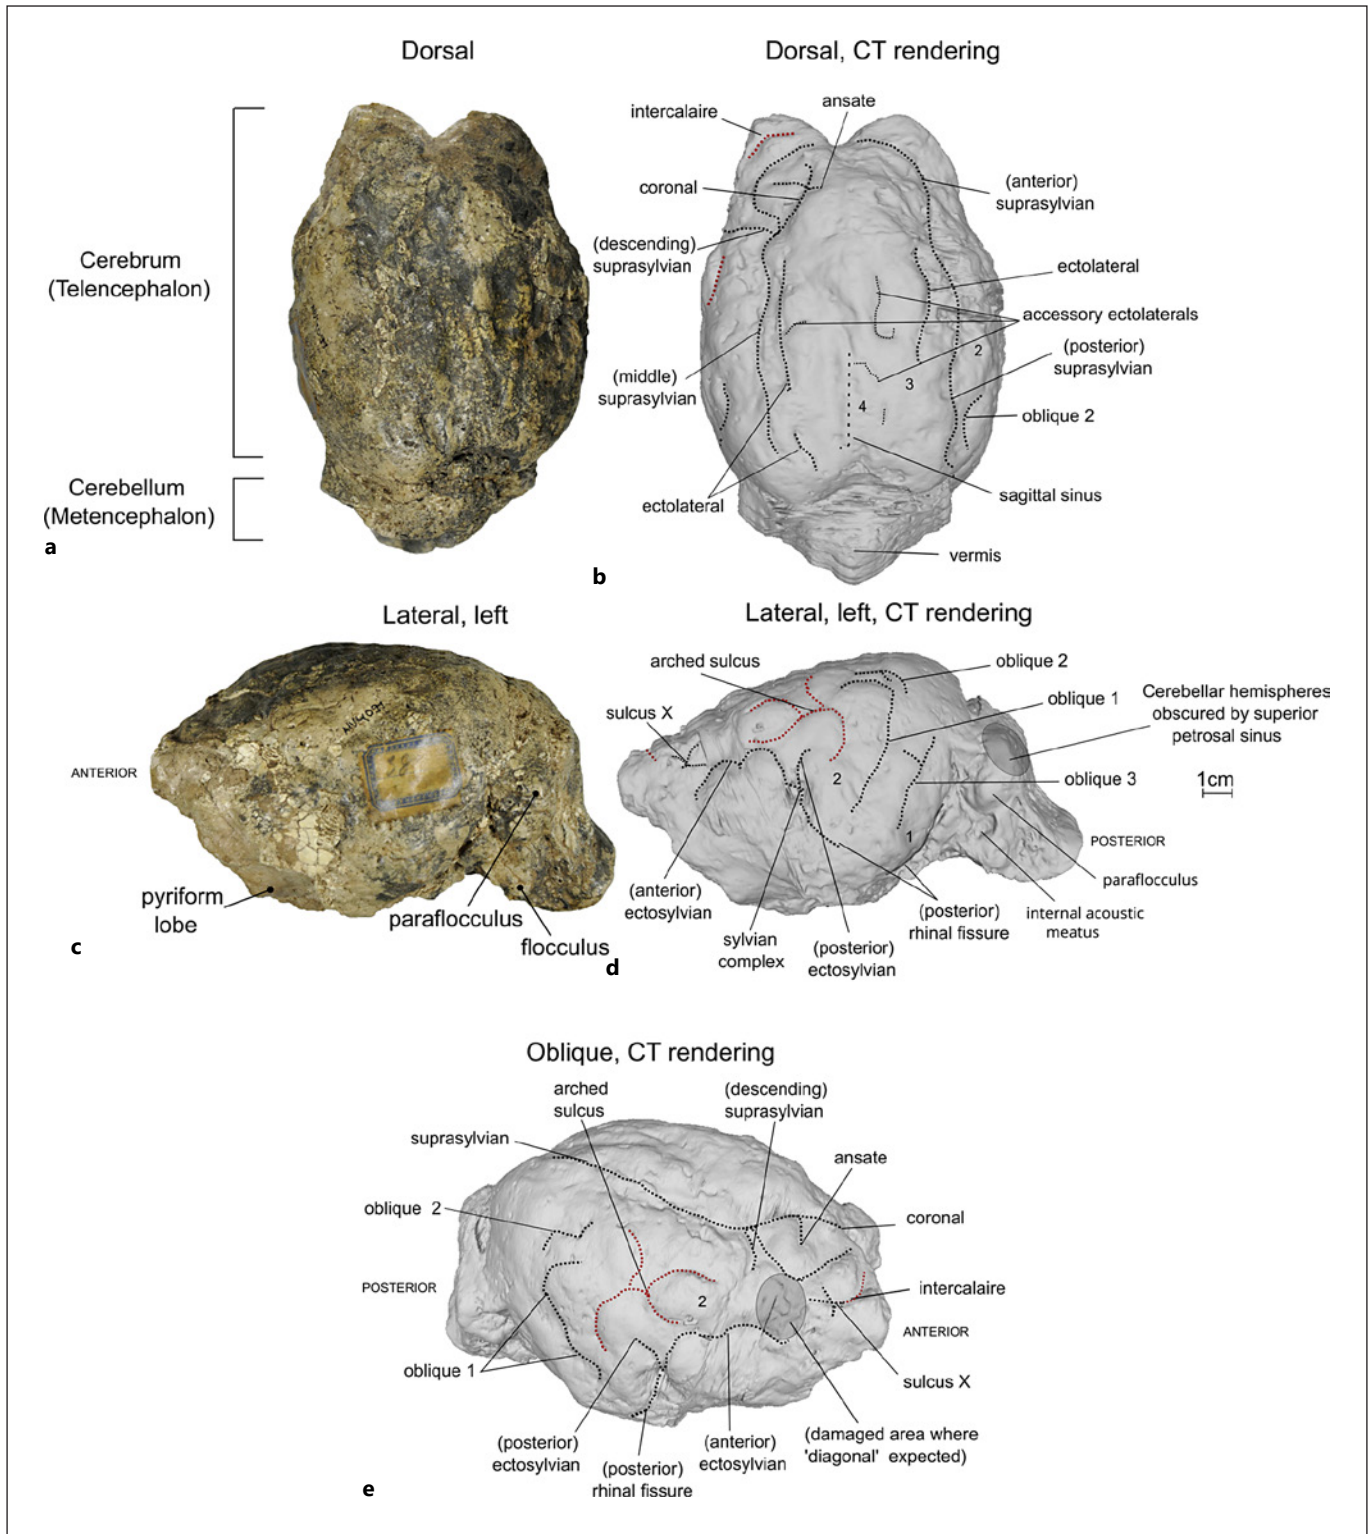 Dorsal
Dorsal, CT rendering
Cerebrum
(Telencephalon)
Cerebellum
(Metencephalon)
a
intercalaire
ansate
coronal
(anterior)
suprasylvian
(descending)
suprasylvian
ectolateral
accessory ectolaterals
2
(posterior)
suprasylvian
(middle)
suprasylvian
3
4
oblique 2
ectolateral
sagittal sinus
vermis
b
Lateral, left
Lateral, left, CT rendering
ANTERIOR
pyriform
lobe
paraflocculus
flocculus
c
arched sulcus
oblique 2
sulcus X
oblique 1
Cerebellar hemispheres
obscured by superior
petrosal sinus
2
oblique 3
1cm
1
POSTERIOR
paraflocculus
(anterior)
ectosylvian
(posterior)
rhinal fissure
internal acoustic
meatus
sylvian
complex
(posterior)
ectosylvian
d
Oblique, CT rendering
arched
sulcus
(descending)
suprasylvian
suprasylvian
ansate
oblique 2
coronal
POSTERIOR
2
intercalaire
ANTERIOR
oblique 1
sulcus X
(posterior)
ectosylvian
(posterior)
rhinal fissure
(anterior)
ectosylvian
(damaged area where
'diagonal' expected)
e